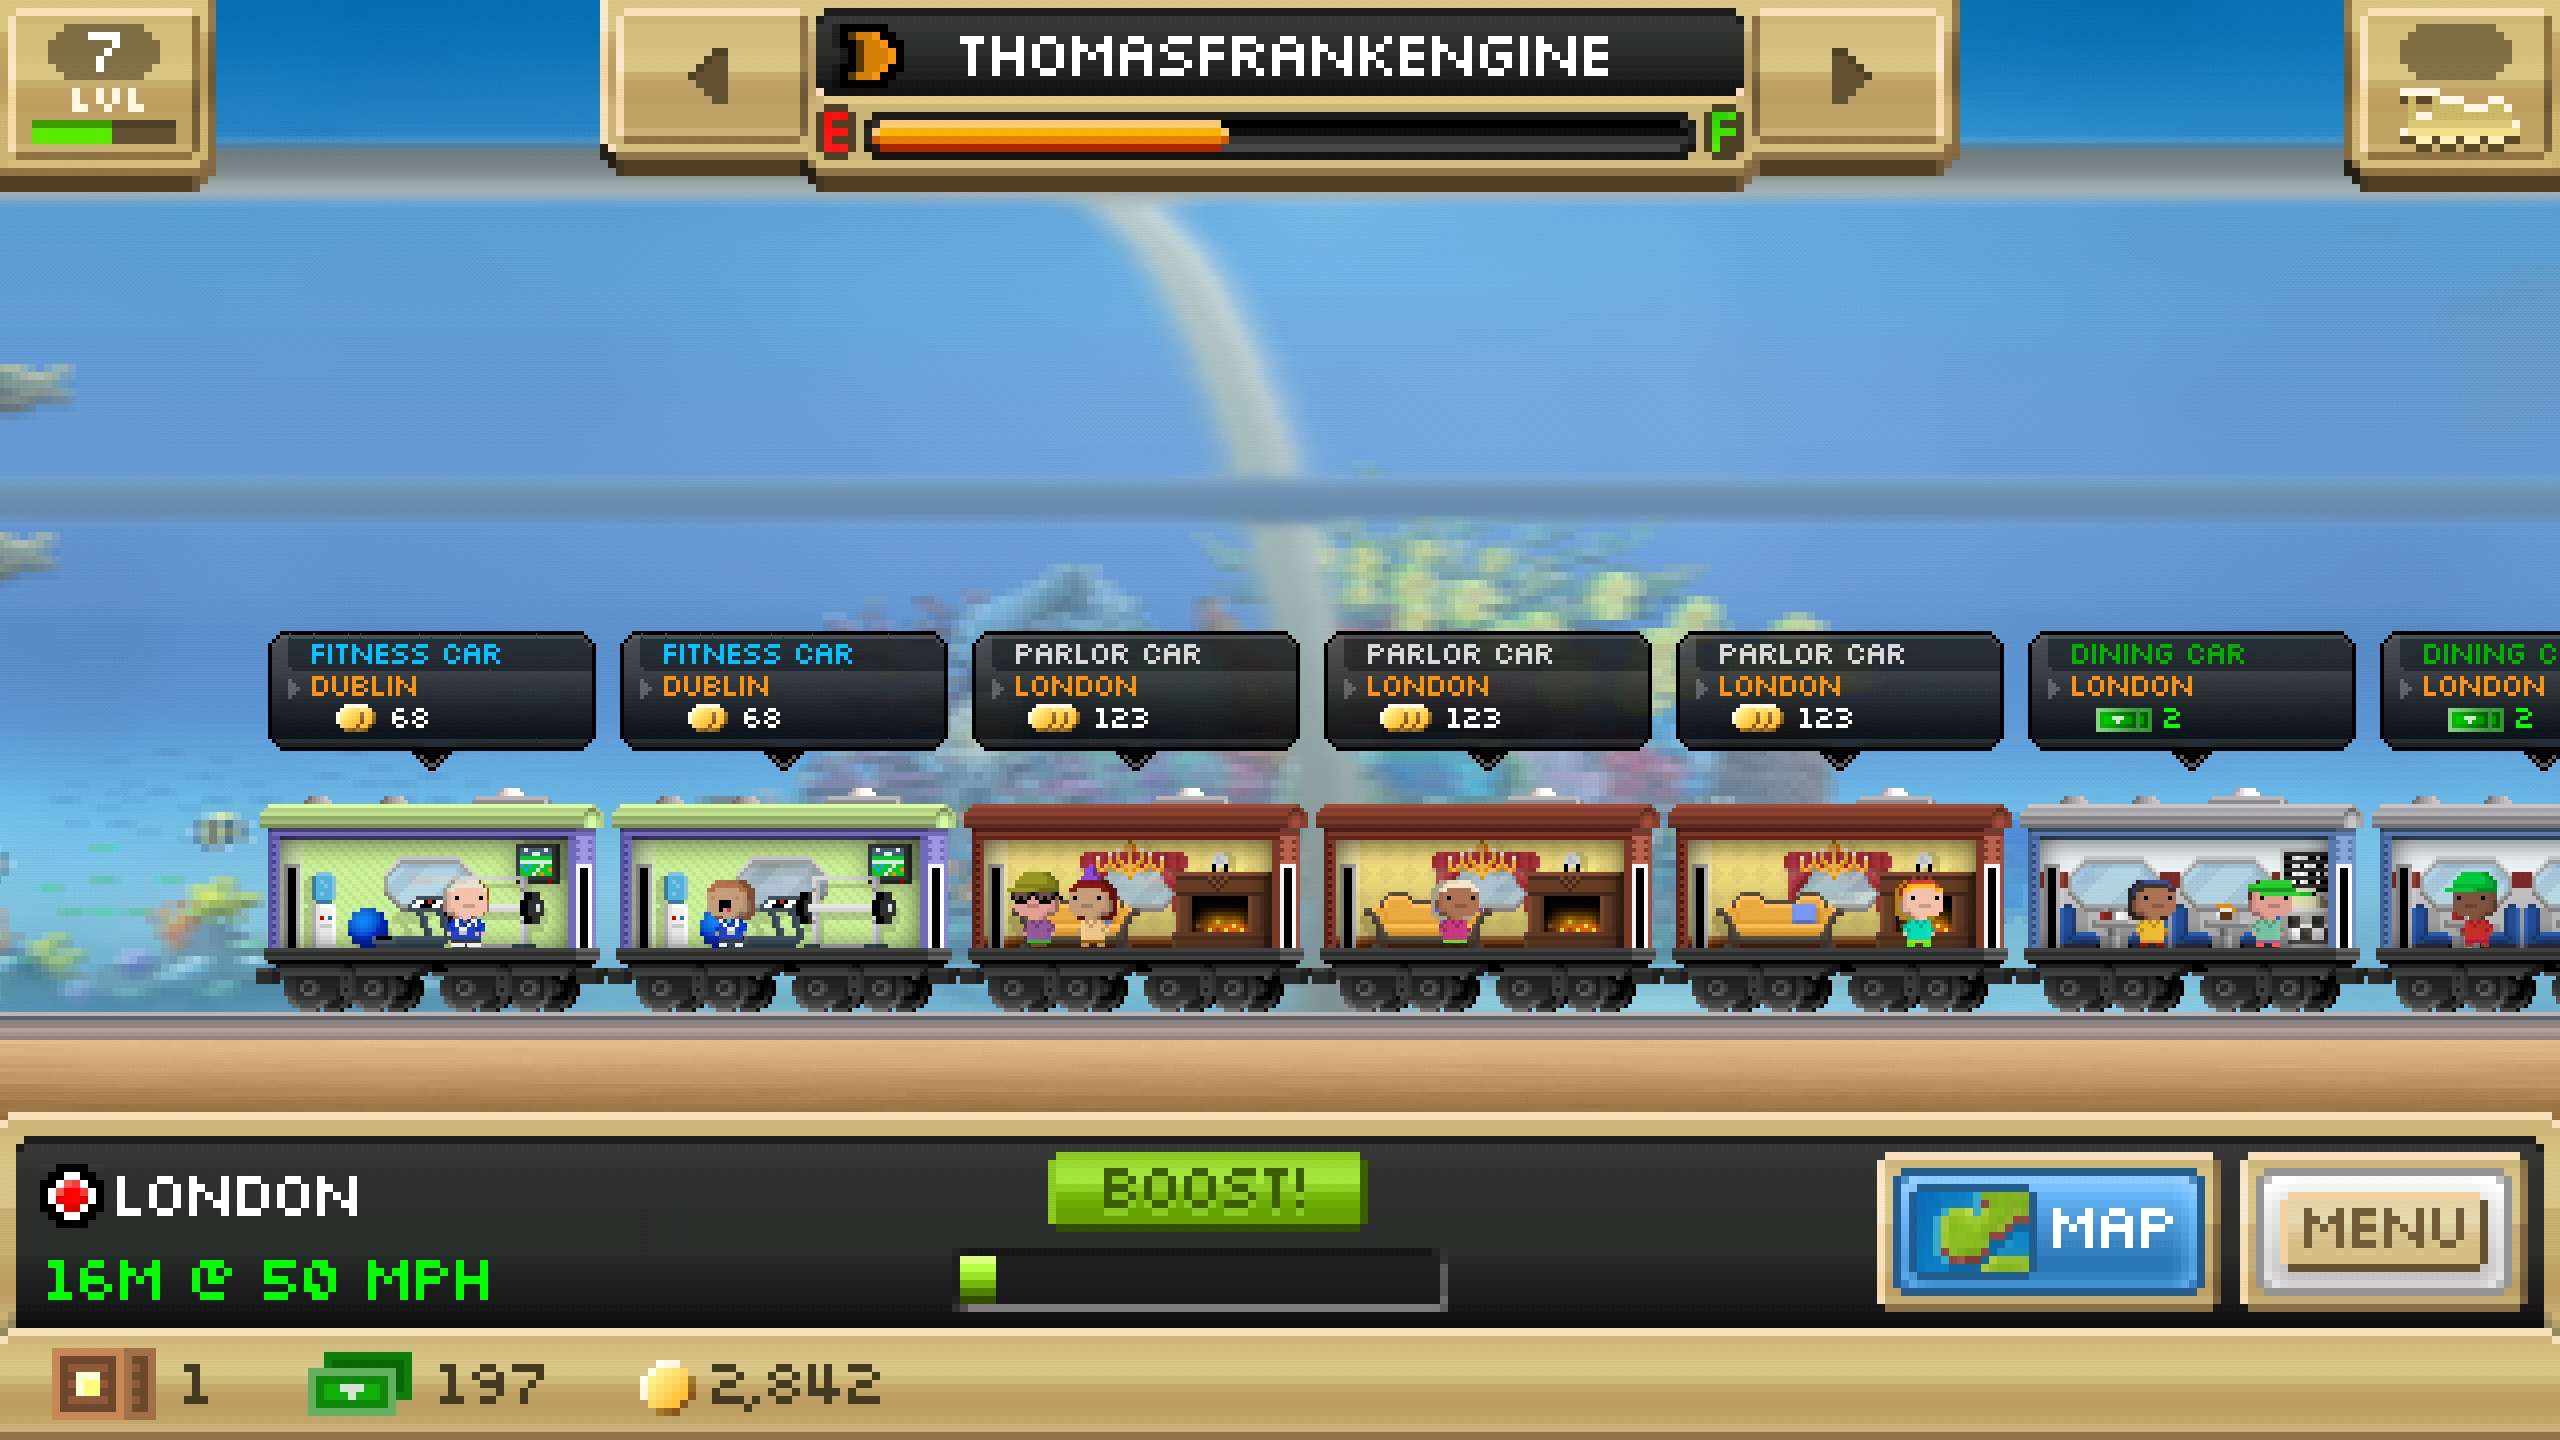 7
LVL
THOMASFRANKENGINE
E F
FITNESS CAR
DUBLIN
68
FITNESS CAR
DUBLIN
68
PARLOR CAR
LONDON
123
PARLOR CAR
LONDON
123
PARLOR CAR
LONDON
123
DINING CAR
LONDON
2
DINING C
LONDON
2
LONDON
16M @ 50 MPH
BOOST!
MAP
MENU
1 197 2,842